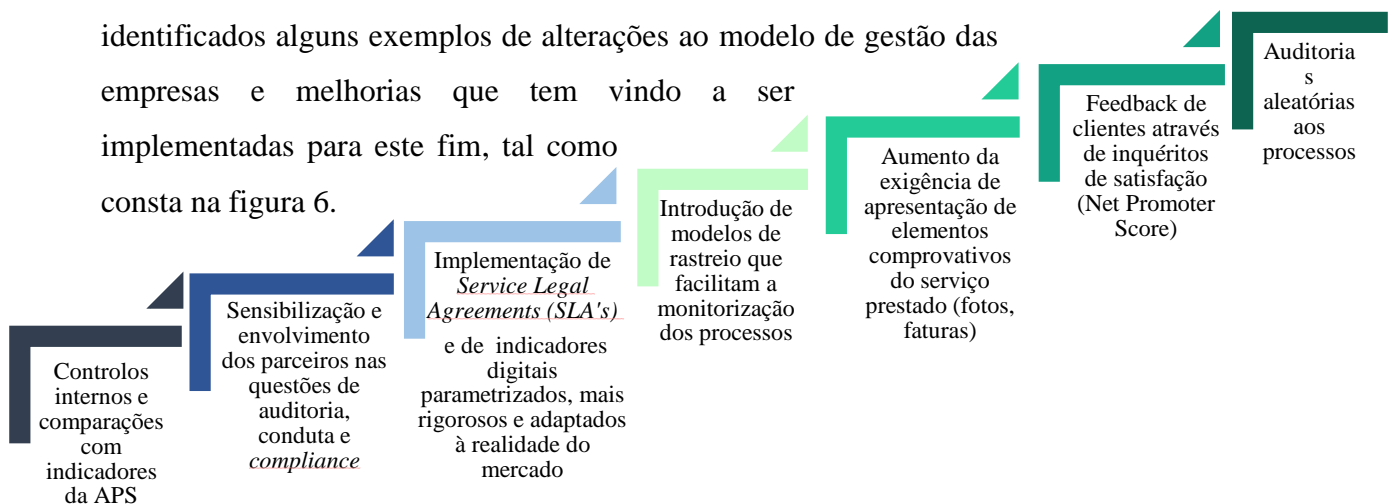 identificados alguns exemplos de alterações ao modelo de gestão das
empresas e melhorias que tem vindo a ser
implementadas para este fim, tal como
consta na figura 6.
Controlos
internos e
comparações
com
indicadores
da APS
Sensibilização e
envolvimento
dos parceiros nas
questões de
auditoria,
conduta e
compliance
Implementação de
Service Legal
Agreements (SLA's)
e de indicadores
digitais
parametrizados, mais
rigorosos e adaptados
à realidade do
mercado
Introdução de
modelos de
rastreio que
facilitam a
monitorização
dos processos
Aumento da
exigência de
apresentação de
elementos
comprovativos
do serviço
prestado (fotos,
faturas)
Feedback de
clientes através
de inquéritos
de satisfação
(Net Promoter
Score)
Auditoria
s
aleatórias
aos
processos